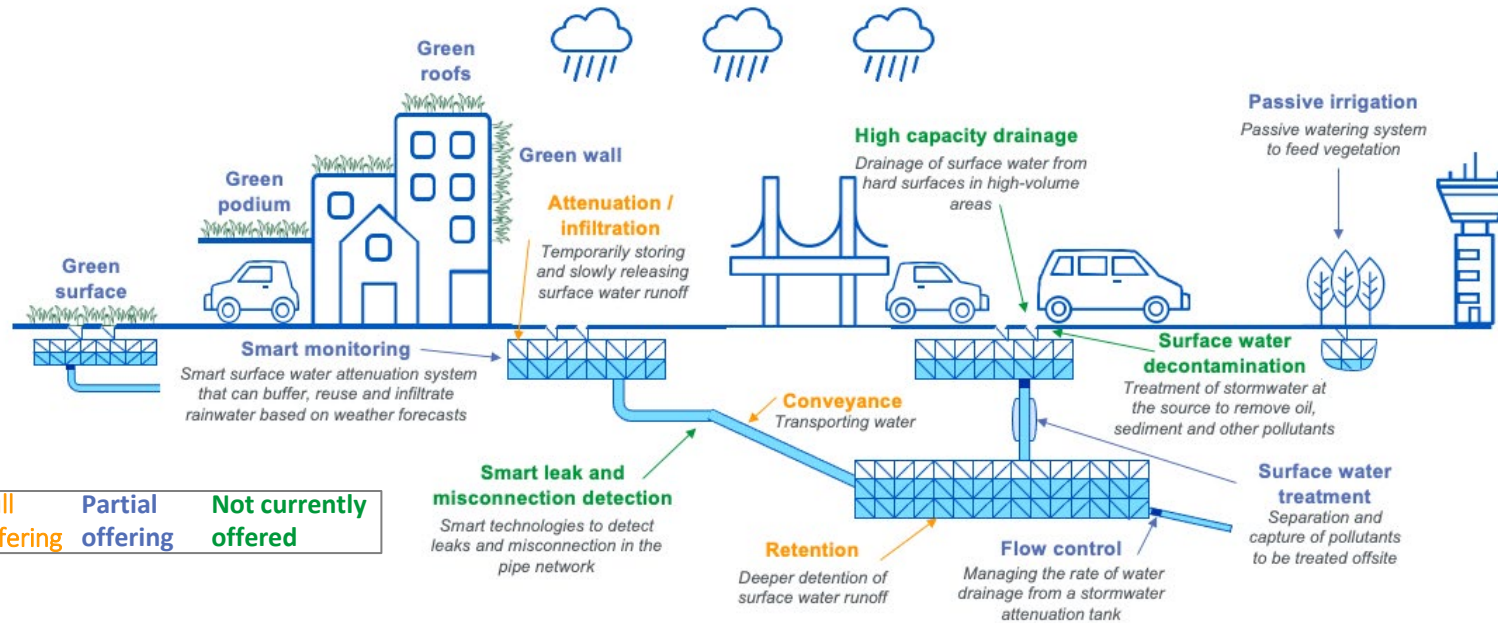 Green
roofs
Green wall
Green
podium
Green
surface
Attenuation /
infiltration
Temporarily storing
and slowly releasing
surface water runoff
High capacity drainage
Drainage of surface water from
hard surfaces in high-volume
areas
Passive irrigation
Passive watering system
to feed vegetation
Smart monitoring
Smart surface water attenuation system
that can buffer, reuse and infiltrate
rainwater based on weather forecasts
Surface water
decontamination
Treatment of stormwater at
the source to remove oil,
sediment and other pollutants
Conveyance
Transporting water
Smart leak and
misconnection detection
Smart technologies to detect
leaks and misconnection in the
pipe network
Surface water
treatment
Separation and
capture of pollutants
to be treated offsite
Retention
Deeper detention of
surface water runoff
Flow control
Managing the rate of water
drainage from a stormwater
attenuation tank
Partial
offering
Not currently
offered